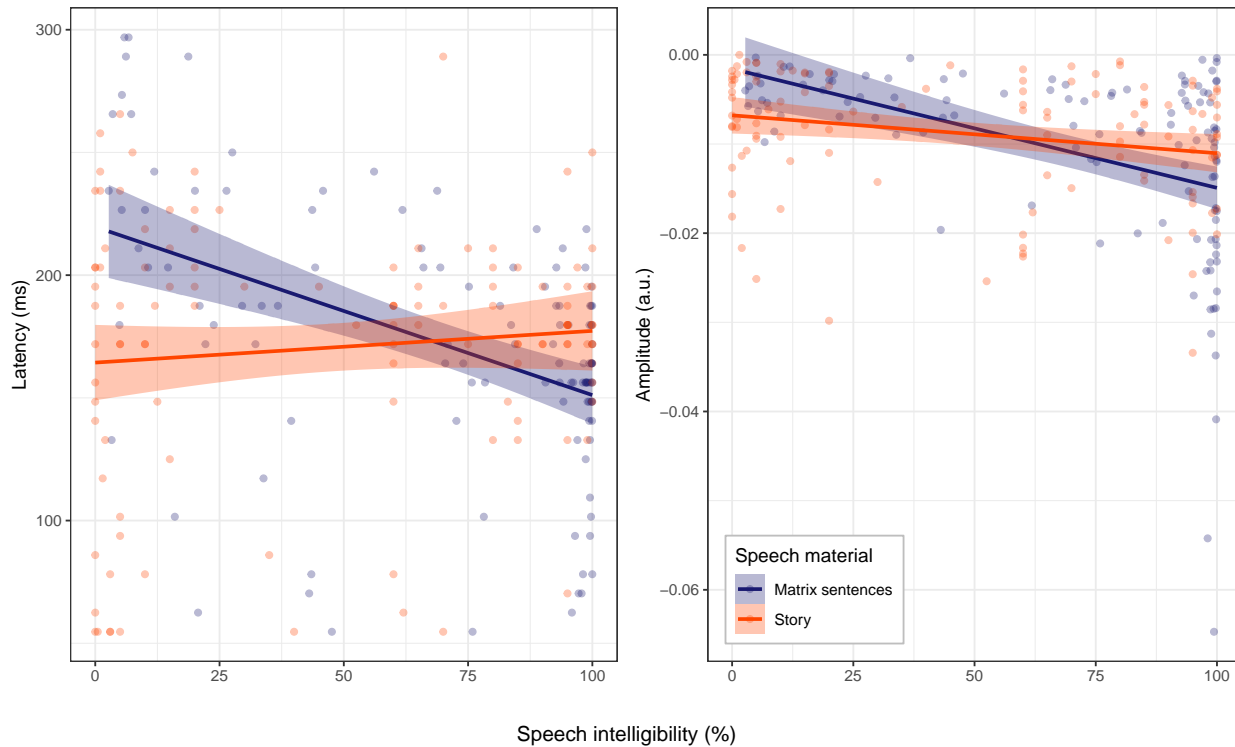 300
200
100
Latency (ms)
0
25
50
75
100
0.00
−0.02
−0.04
−0.06
Amplitude (a.u.)
Speech material
Matrix sentences
Story
0
25
50
75
100
Speech intelligibility (%)